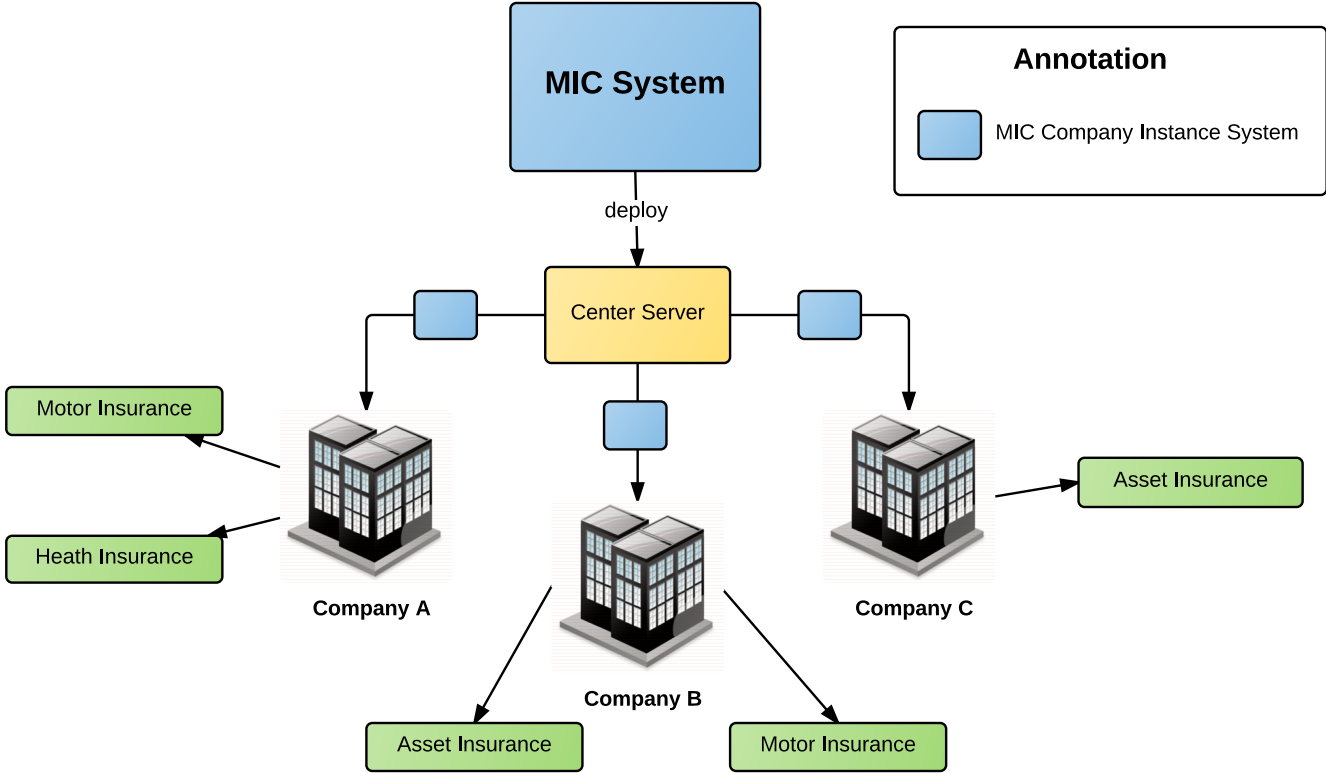 MIC System
Annotation
MIC Company Instance System
deploy
Center Server
Motor Insurance
Heath Insurance
Company A
Company B
Company C
Asset Insurance
Asset Insurance
Motor Insurance